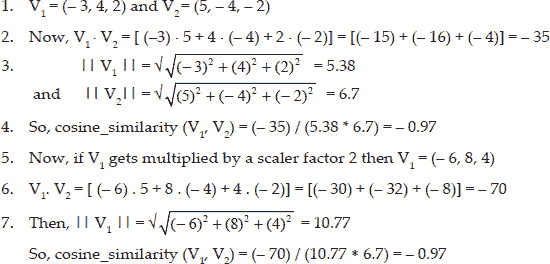 1. V₁ = (– 3, 4, 2) and V₂ = (5, – 4, – 2)
2. Now, V₁ · V₂ = [ (–3) · 5 + 4 · (– 4) + 2 · (– 2)] = [(– 15) + (– 16) + (– 4)] = – 35
3. | | V₁ | | = √√(– 3)² + (4)² + (2)² = 5.38
and | | V₂ | | = √√(5)² + (– 4)² + (– 2)² = 6.7
4. So, cosine_similarity (V₁, V₂) = (– 35) / (5.38 * 6.7) = – 0.97
5. Now, if V₁ gets multiplied by a scaler factor 2 then V₁ = (– 6, 8, 4)
6. V₁. V₂ = [ (– 6) . 5 + 8 . (– 4) + 4 . (– 2)] = [(– 30) + (– 32) + (– 8)] = – 70
7. Then, | | V₁ | | = √√(– 6)² + (8)² + (4)² = 10.77
So, cosine_similarity (V₁, V₂) = (– 70) / (10.77 * 6.7) = – 0.97